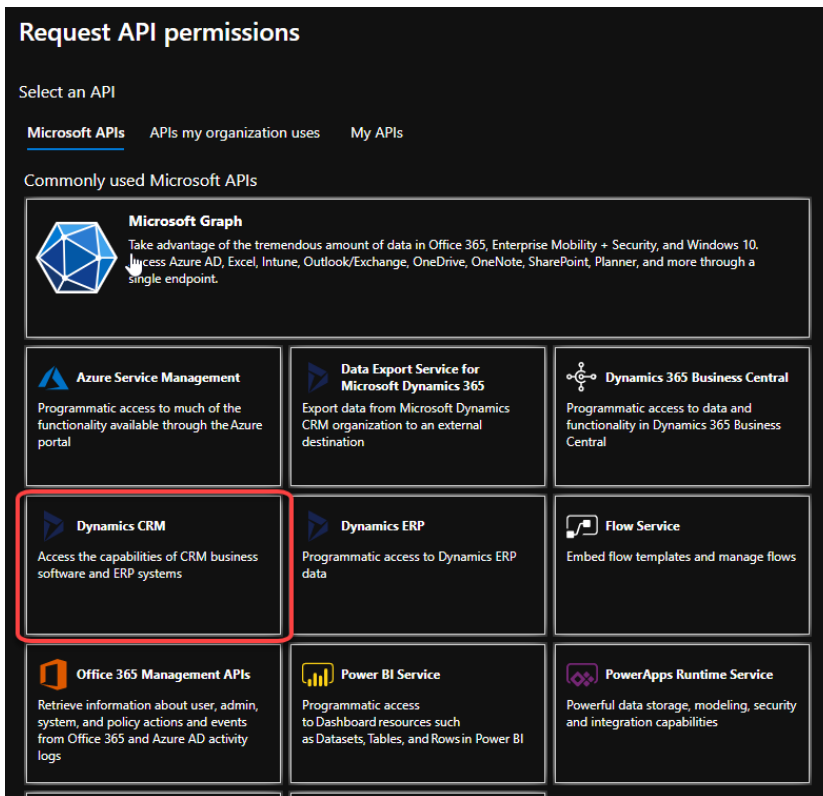 Request API permissions
Select an API
Microsoft APIs APIs my organization uses My APIs
Commonly used Microsoft APIs
Microsoft Graph
Take advantage of the tremendous amount of data in Office 365, Enterprise Mobility + Security, and Windows 10.
Access Azure AD, Excel, Intune, Outlook/Exchange, OneDrive, OneNote, SharePoint, Planner, and more through a
single endpoint.
Azure Service Management
Programmatic access to much of the
functionality available through the Azure
portal
Data Export Service for
Microsoft Dynamics 365
Export data from Microsoft Dynamics
CRM organization to an external
destination
Dynamics 365 Business Central
Programmatic access to data and
functionality in Dynamics 365 Business
Central
Dynamics CRM
Access the capabilities of CRM business
software and ERP systems
Dynamics ERP
Programmatic access to Dynamics ERP
data
Flow Service
Embed flow templates and manage flows
Office 365 Management APIs
Retrieve information about user, admin,
system, and policy actions and events
from Office 365 and Azure AD activity
logs
Power BI Service
Programmatic access
to Dashboard resources such
as Datasets, Tables, and Rows in Power BI
PowerApps Runtime Service
Powerful data storage, modeling, security
and integration capabilities